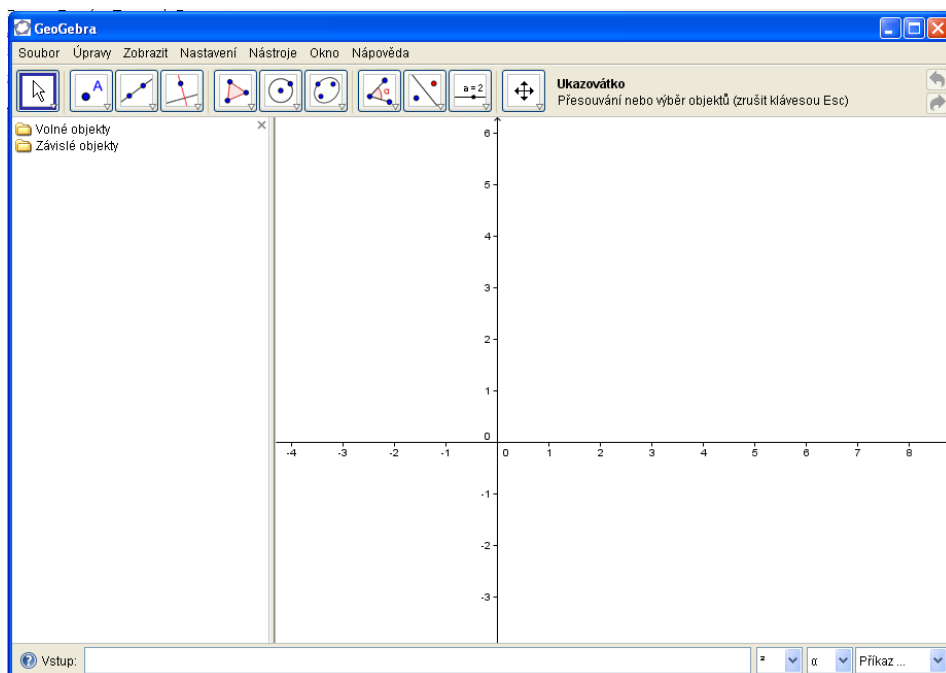 GeoGebra
Soubor Úpravy Zobrazit Nastavení Nástroje Okno Nápověda
A
α
a = 2
Ukazovátko
Přesouvání nebo výběr objektů (zrušit klávesou Esc)
Volné objekty
Závislé objekty
6
5
4
3
2
1
0
-4 -3 -2 -1 0 1 2 3 4 5 6 7 8
-1
-2
-3
Vstup: ² α Příkaz ...